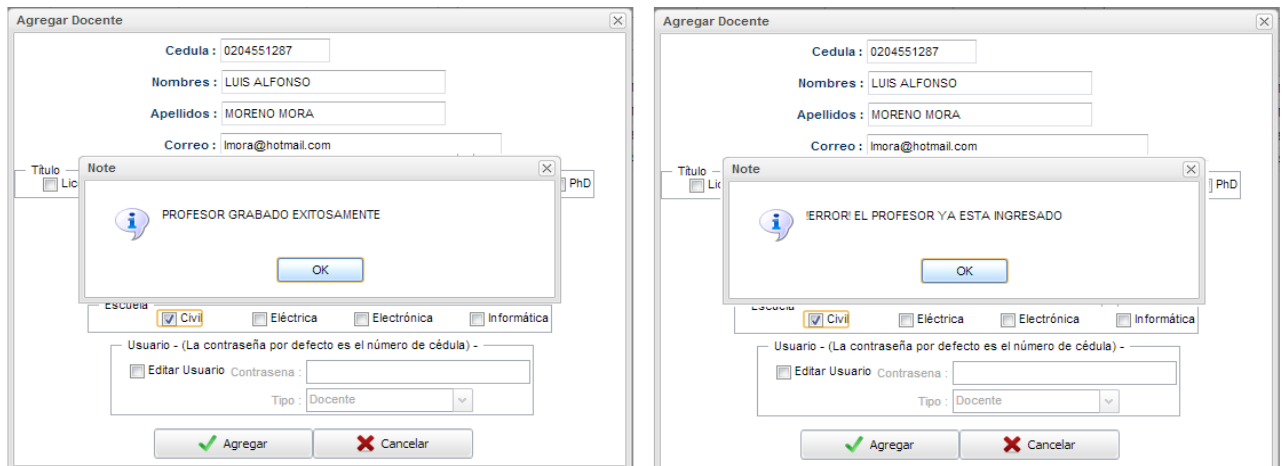 Agregar Docente
Cedula : 0204551287
Nombres : LUIS ALFONSO
Apellidos : MORENO MORA
Correo : lmora@hotmail.com
Título
Note
PhD
PROFESOR GRABADO EXITOSAMENTE
OK
Escuela
Civil Eléctrica Electrónica Informática
Usuario - (La contraseña por defecto es el número de cédula) -
Editar Usuario Contrasena :
Tipo : Docente
Agregar Cancelar
Agregar Docente
Cedula : 0204551287
Nombres : LUIS ALFONSO
Apellidos : MORENO MORA
Correo : lmora@hotmail.com
Título
Note
PhD
!ERROR! EL PROFESOR YA ESTA INGRESADO
OK
Escuela
Civil Eléctrica Electrónica Informática
Usuario - (La contraseña por defecto es el número de cédula) -
Editar Usuario Contrasena :
Tipo : Docente
Agregar Cancelar